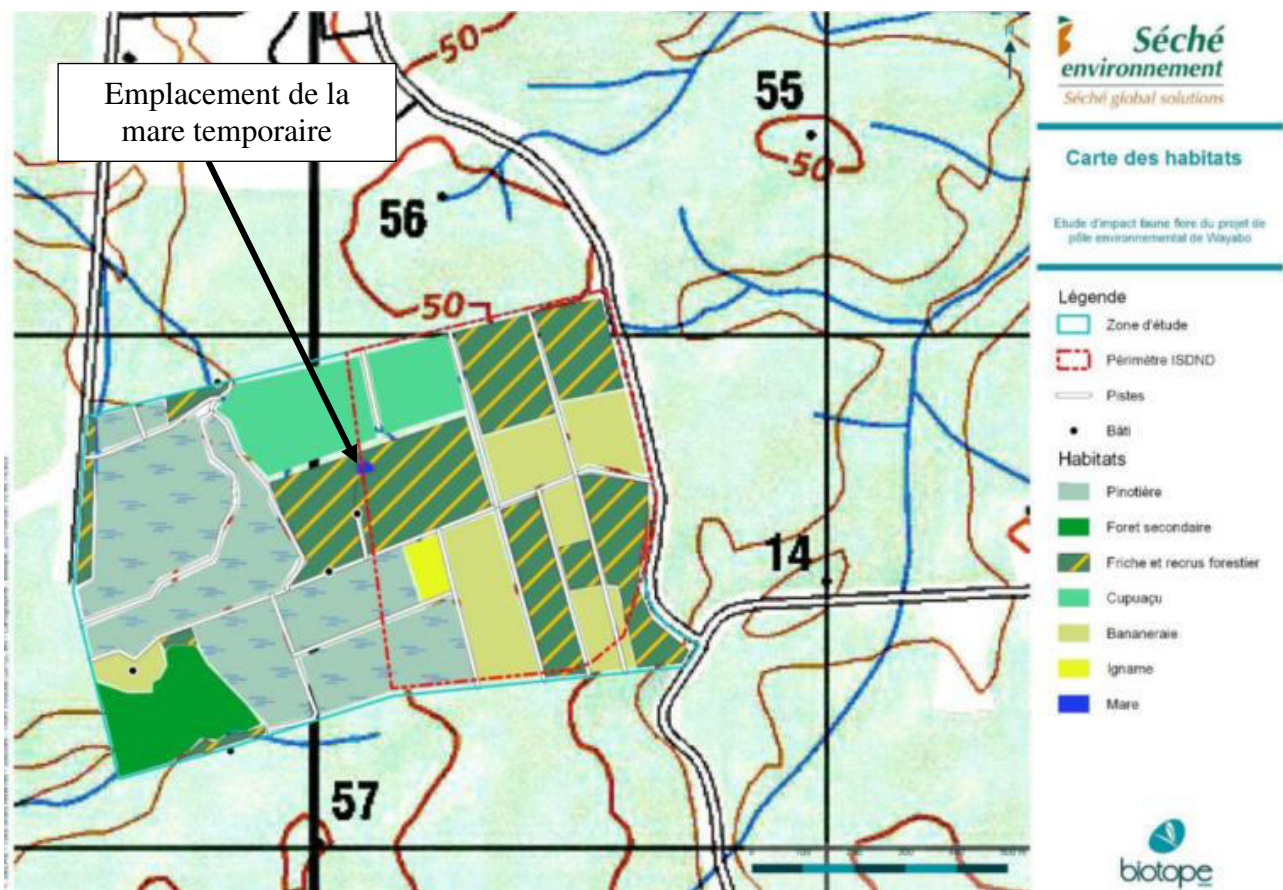 Emplacement de la
mare temporaire
50
55
50
56
50
14
57
Séché
environnement
Séché global solutions
Carte des habitats
Etude d'impact faune flore du projet de
pôle environnemental de Wayabo
Légende
Zone d'étude
Périmètre ISDND
Pistes
Bâti
Habitats
Pinotière
Foret secondaire
Friche et recrus forestier
Cupuaçu
Bananeraie
Igname
Mare
biotope